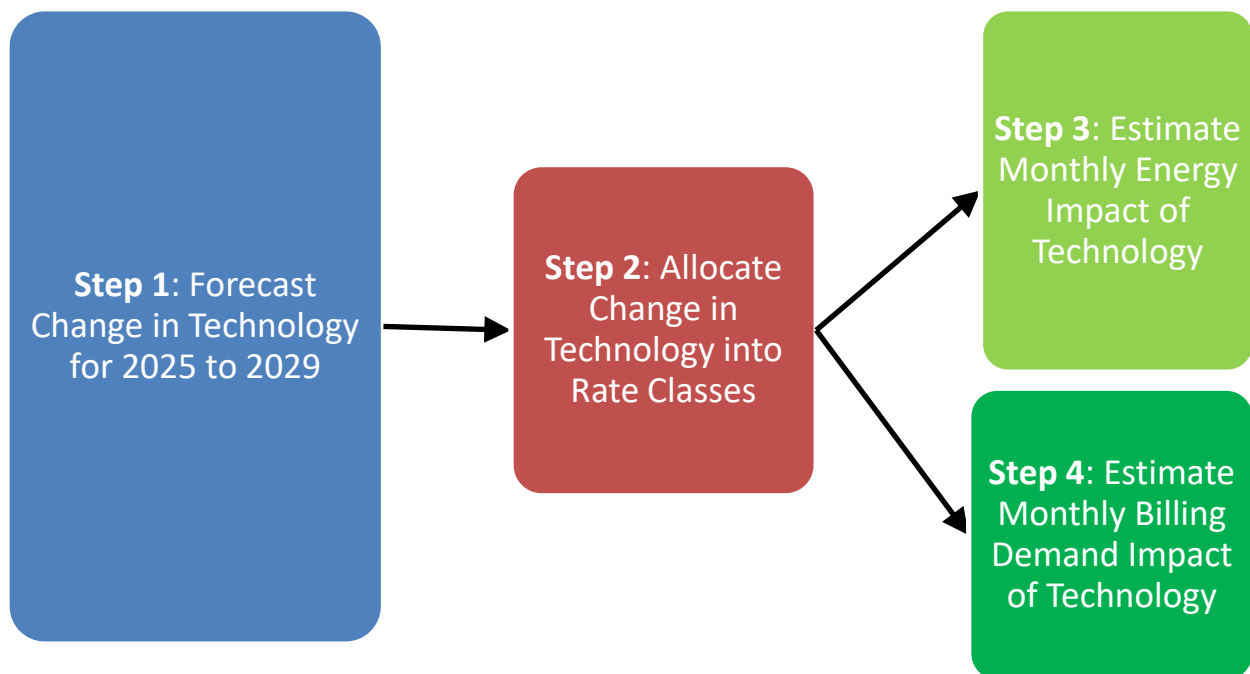 Step 1: Forecast
Change in Technology
for 2025 to 2029
Step 2: Allocate
Change in
Technology into
Rate Classes
Step 3: Estimate
Monthly Energy
Impact of
Technology
Step 4: Estimate
Monthly Billing
Demand Impact
of Technology